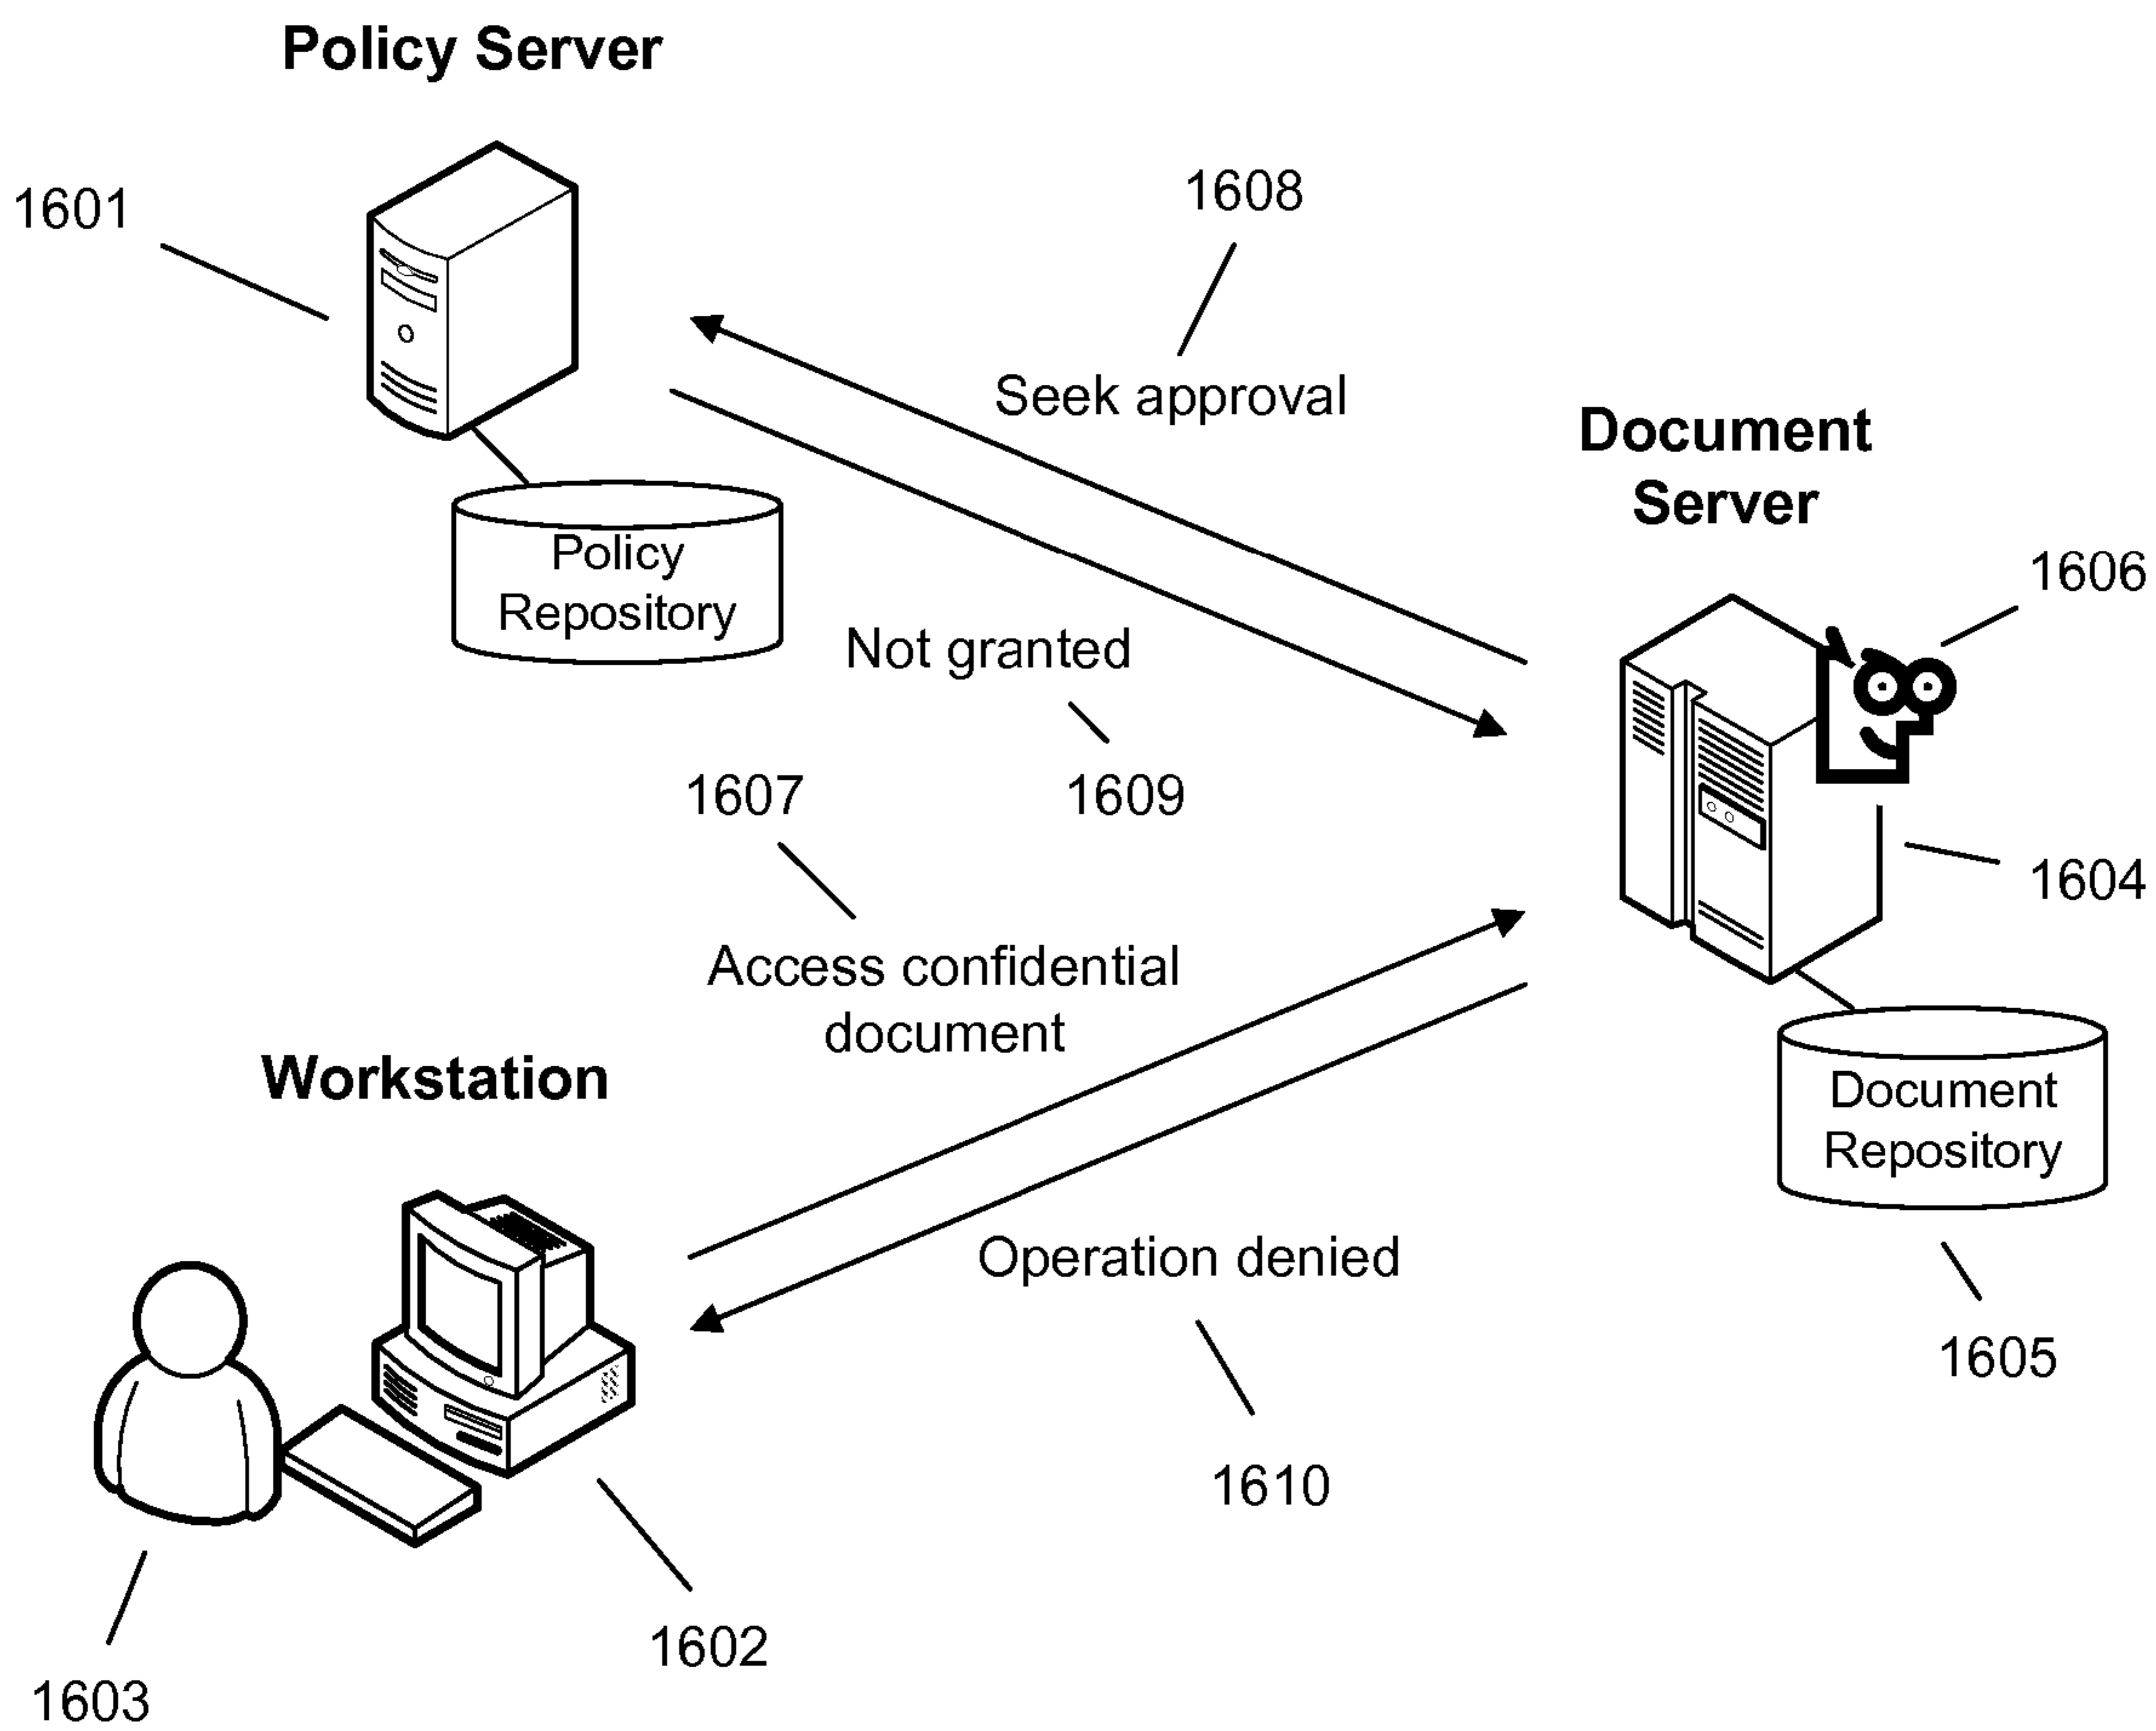 Policy Server
1601
1608
Seek approval
Document
Server
1606
Policy
Repository
Not granted
1607
1609
1604
Access confidential
document
Workstation
Document
Repository
Operation denied
1605
1610
1602
1603